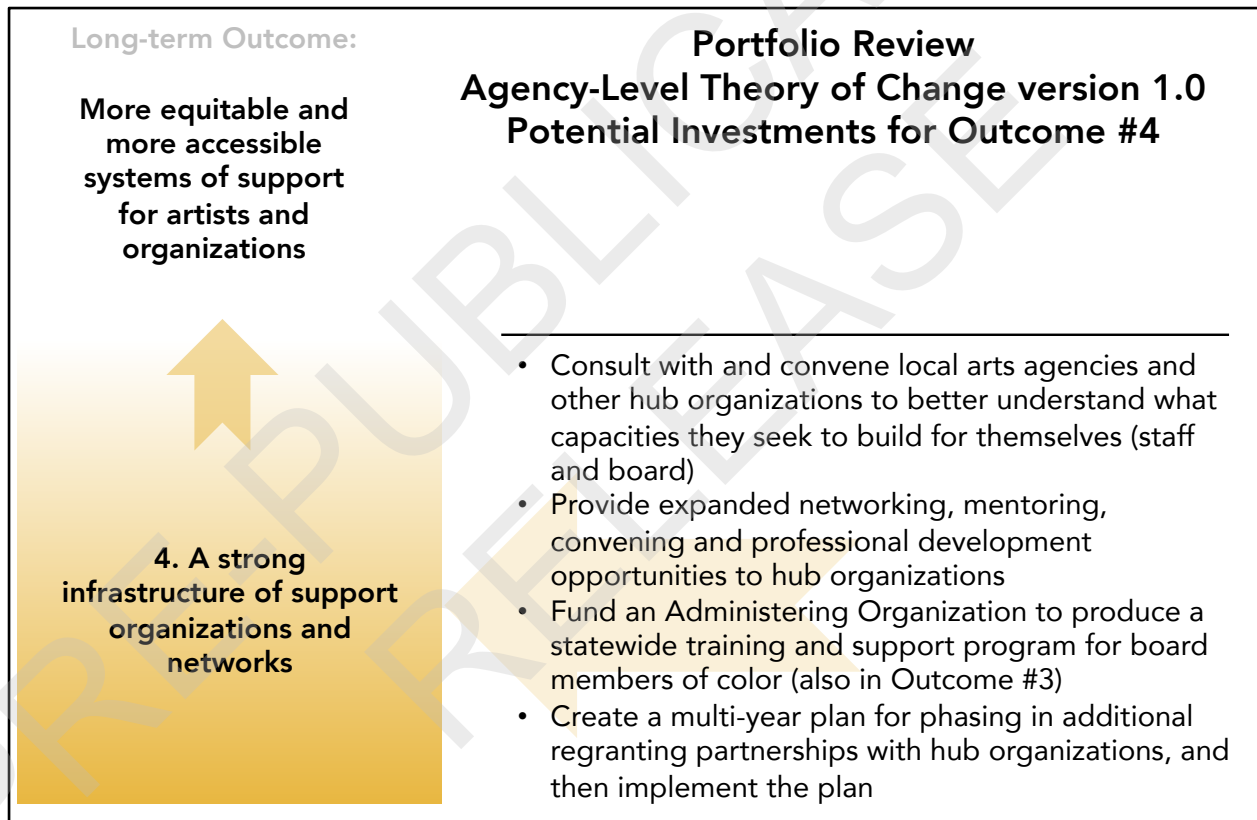 Long-term Outcome:
More equitable and
more accessible
systems of support
for artists and
organizations
Portfolio Review
Agency-Level Theory of Change version 1.0
Potential Investments for Outcome #4
4. A strong
infrastructure of support
organizations and
networks
• Consult with and convene local arts agencies and
other hub organizations to better understand what
capacities they seek to build for themselves (staff
and board)
• Provide expanded networking, mentoring,
convening and professional development
opportunities to hub organizations
• Fund an Administering Organization to produce a
statewide training and support program for board
members of color (also in Outcome #3)
• Create a multi-year plan for phasing in additional
regranting partnerships with hub organizations, and
then implement the plan
RELEASE